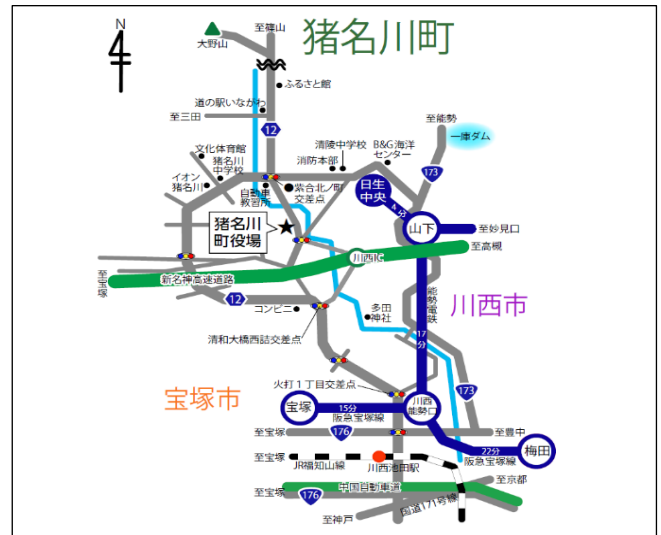 N
至篠山
大野山
猪名川町
ふるさと館
道の駅いながわ
至三田
12
至能勢
一庫ダム
清陵中学校
B&G海洋
センター
文化体育館
猪名川
中学校
消防本部
173
イオン
猪名川
自動車
教習所
紫合北ノ町
交差点
日生
中央
4分
猪名川
町役場
山下
至妙見口
至高槻
川西IC
至
宝
塚
新名神高速道路
能勢電鉄
12
コンビニ
多田
神社
川西市
清和大橋西詰交差点
17分
火打1丁目交差点
173
宝塚市
宝塚
15分
阪急宝塚線
川西
能勢口
至宝塚
176
至豊中
22分
梅田
阪急宝塚線
至宝塚
JR福知山線
川西池田駅
至京都
中国自動車道
至宝塚
176
国道171号線
至神戸